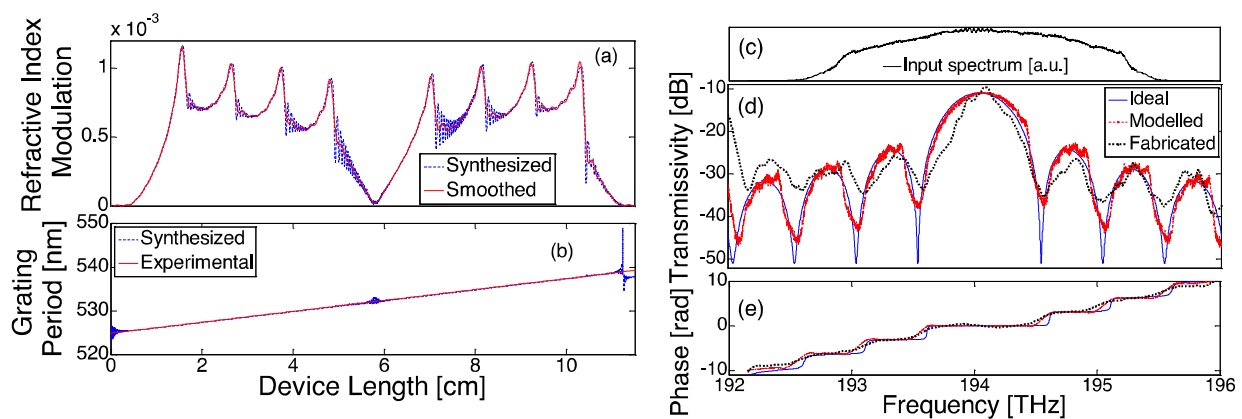 x 10⁻³
1
0.5
0
Refractive Index
Modulation
(a)
Synthesized
Smoothed
550
540
530
520
Grating
Period [nm]
Synthesized
Experimental
(b)
0
2
4
6
8
10
Device Length [cm]
(c)
Input spectrum [a.u.]
-10
-20
-30
-40
-50
Transmissivity [dB]
(d)
Ideal
Modelled
Fabricated
10
0
-10
Phase [rad]
(e)
192
193
194
195
196
Frequency [THz]